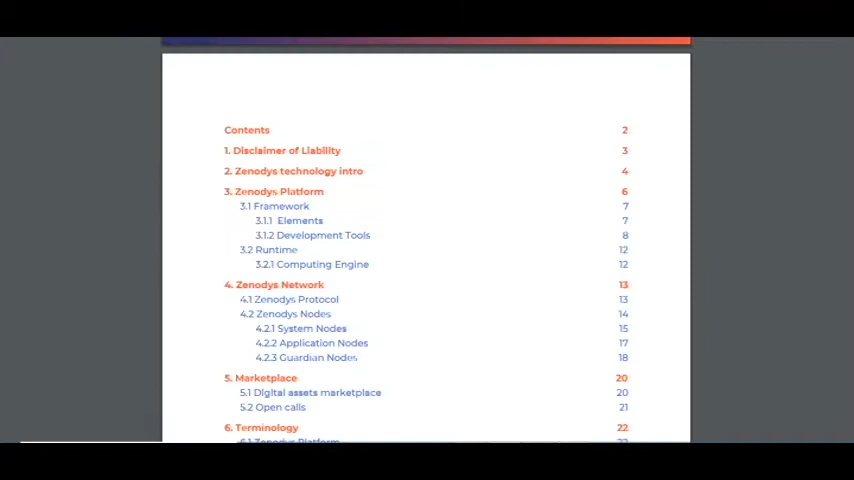 Contents 2
1. Disclaimer of Liability 3
2. Zenodys technology intro 4
3. Zenodys Platform 6
3.1 Framework 7
3.1.1 Elements 7
3.1.2 Development Tools 8
3.2 Runtime 12
3.2.1 Computing Engine 12
4. Zenodys Network 13
4.1 Zenodys Protocol 13
4.2 Zenodys Nodes 14
4.2.1 System Nodes 15
4.2.2 Application Nodes 17
4.2.3 Guardian Nodes 18
5. Marketplace 20
5.1 Digital assets marketplace 20
5.2 Open calls 21
6. Terminology 22
6.1 Zenodys Platform 22